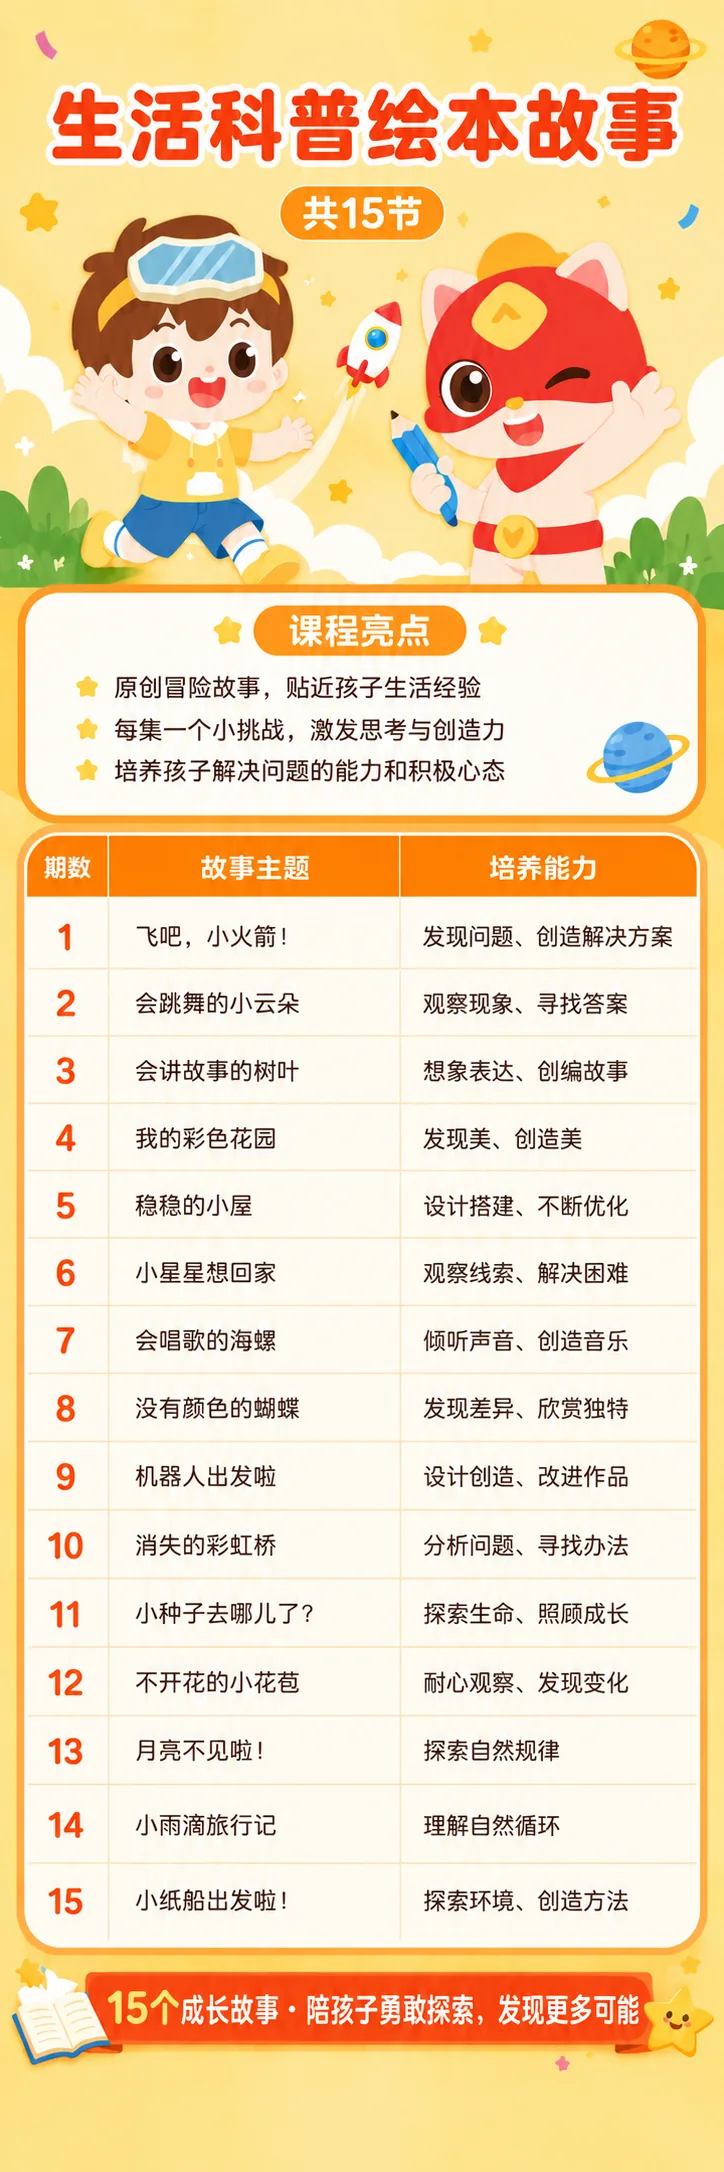 生活科普绘本故事
共15节
课程亮点
原创冒险故事，贴近孩子生活经验
每集一个小挑战，激发思考与创造力
培养孩子解决问题的能力和积极心态
期数 故事主题 培养能力
1 飞吧，小火箭！ 发现问题、创造解决方案
2 会跳舞的小云朵 观察现象、寻找答案
3 会讲故事的树叶 想象表达、创编故事
4 我的彩色花园 发现美、创造美
5 稳稳的小屋 设计搭建、不断优化
6 小星星想回家 观察线索、解决困难
7 会唱歌的海螺 倾听声音、创造音乐
8 没有颜色的蝴蝶 发现差异、欣赏独特
9 机器人出发啦 设计创造、改进作品
10 消失的彩虹桥 分析问题、寻找办法
11 小种子去哪儿了？ 探索生命、照顾成长
12 不开花的小花苞 耐心观察、发现变化
13 月亮不见啦！ 探索自然规律
14 小雨滴旅行记 理解自然循环
15 小纸船出发啦！ 探索环境、创造方法
15个成长故事·陪孩子勇敢探索，发现更多可能